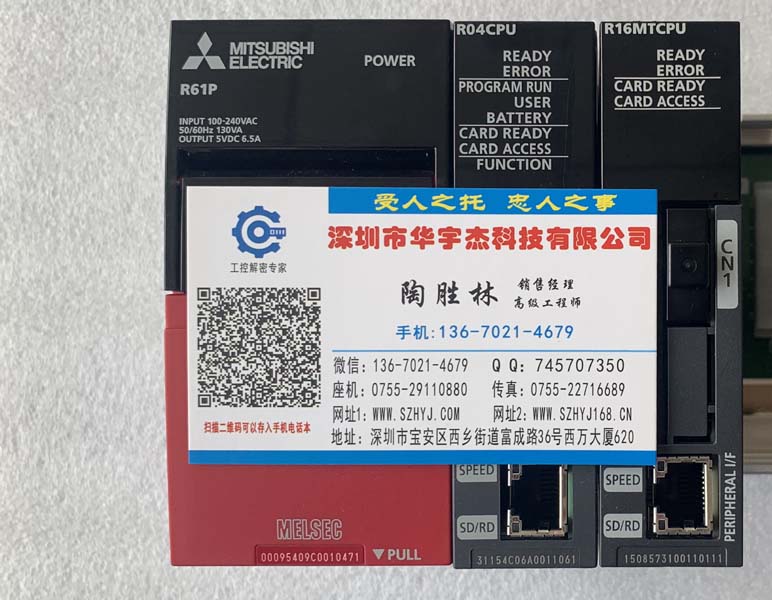 MITSUBISHI
ELECTRIC
POWER
R61P
INPUT 100-240VAC
50/60Hz 130VA
OUTPUT 5VDC 6.5A
R04CPU
READY
ERROR
PROGRAM RUN
USER
BATTERY
CARD READY
CARD ACCESS
FUNCTION
R16MTCPU
READY
ERROR
CARD READY
CARD ACCESS
CN1
受人之托 忠人之事
深圳市华宇杰科技有限公司
工控解密专家
陶胜林 销售经理
高级工程师
手机:136-7021-4679
微信:136-7021-4679 QQ:745707350
座机:0755-29110880 传真:0755-22716689
网址1:WWW.SZHYJ.COM 网址2:WWW.SZHYJ168.CN
地址:深圳市宝安区西乡街道富成路36号西万大厦620
扫描二维码可以存入手机电话本
SPEED
SD/RD
SPEED
SD/RD
PERIPHERAL I/F
MELSEC
00095409C0010471
▼PULL
31154C06A0011061
1508573100110111